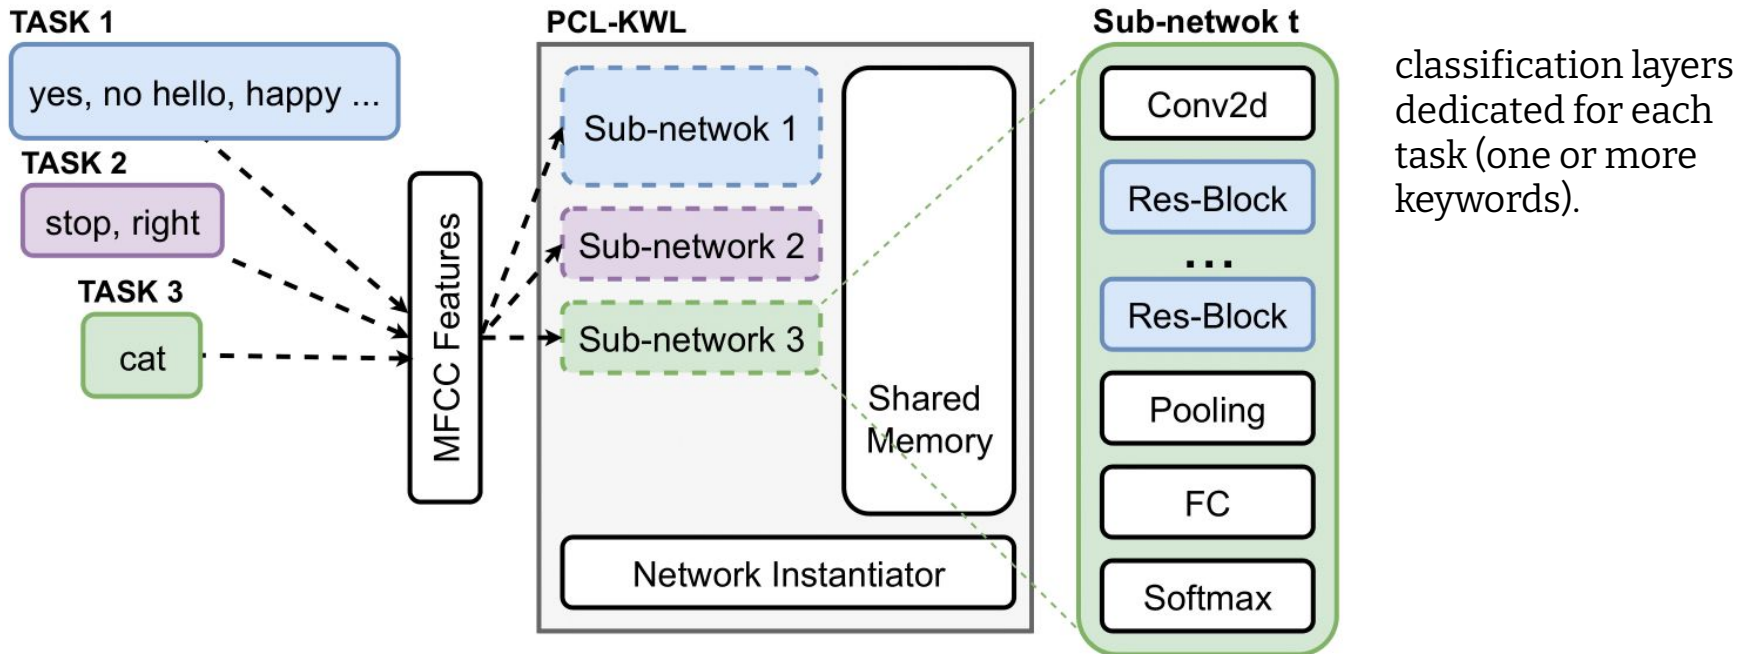 TASK 1
yes, no hello, happy ...
TASK 2
stop, right
TASK 3
cat
MFCC Features
PCL-KWL
Sub-netwok 1
Sub-network 2
Sub-network 3
Shared
Memory
Network Instantiator
Sub-netwok t
Conv2d
Res-Block
...
Res-Block
Pooling
FC
Softmax
classification layers
dedicated for each
task (one or more
keywords).